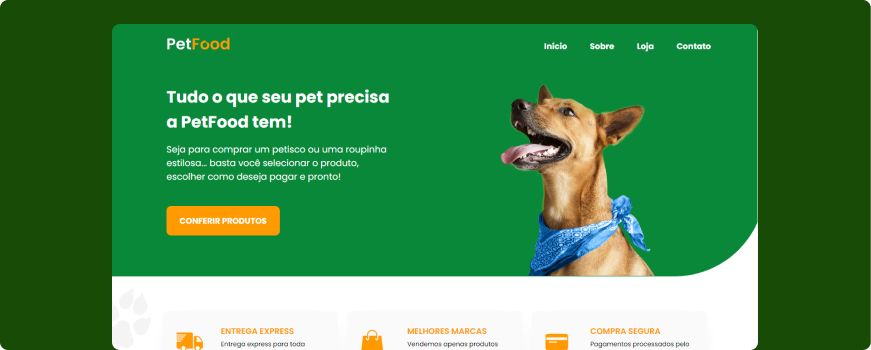 PetFood
Início
Sobre
Loja
Contato
Tudo o que seu pet precisa
a PetFood tem!
Seja para comprar um petisco ou uma roupinha
estilosa... basta você selecionar o produto,
escolher como deseja pagar e pronto!
CONFERIR PRODUTOS
ENTREGA EXPRESS
Entrega express para toda
MELHORES MARCAS
Vendemos apenas produtos
COMPRA SEGURA
Pagamentos processados pelo